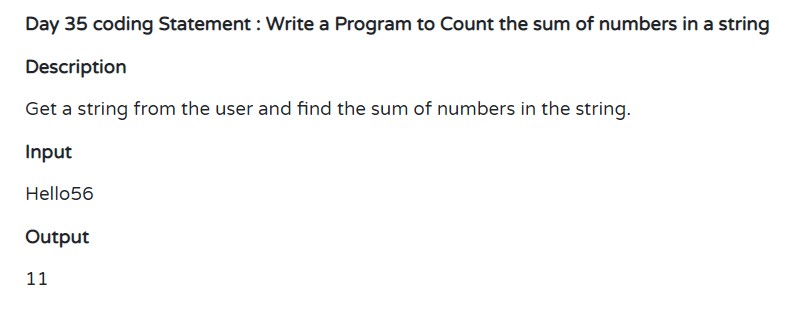 Day 35 coding Statement : Write a Program to Count the sum of numbers in a string
Description
Get a string from the user and find the sum of numbers in the string.
Input
Hello56
Output
11